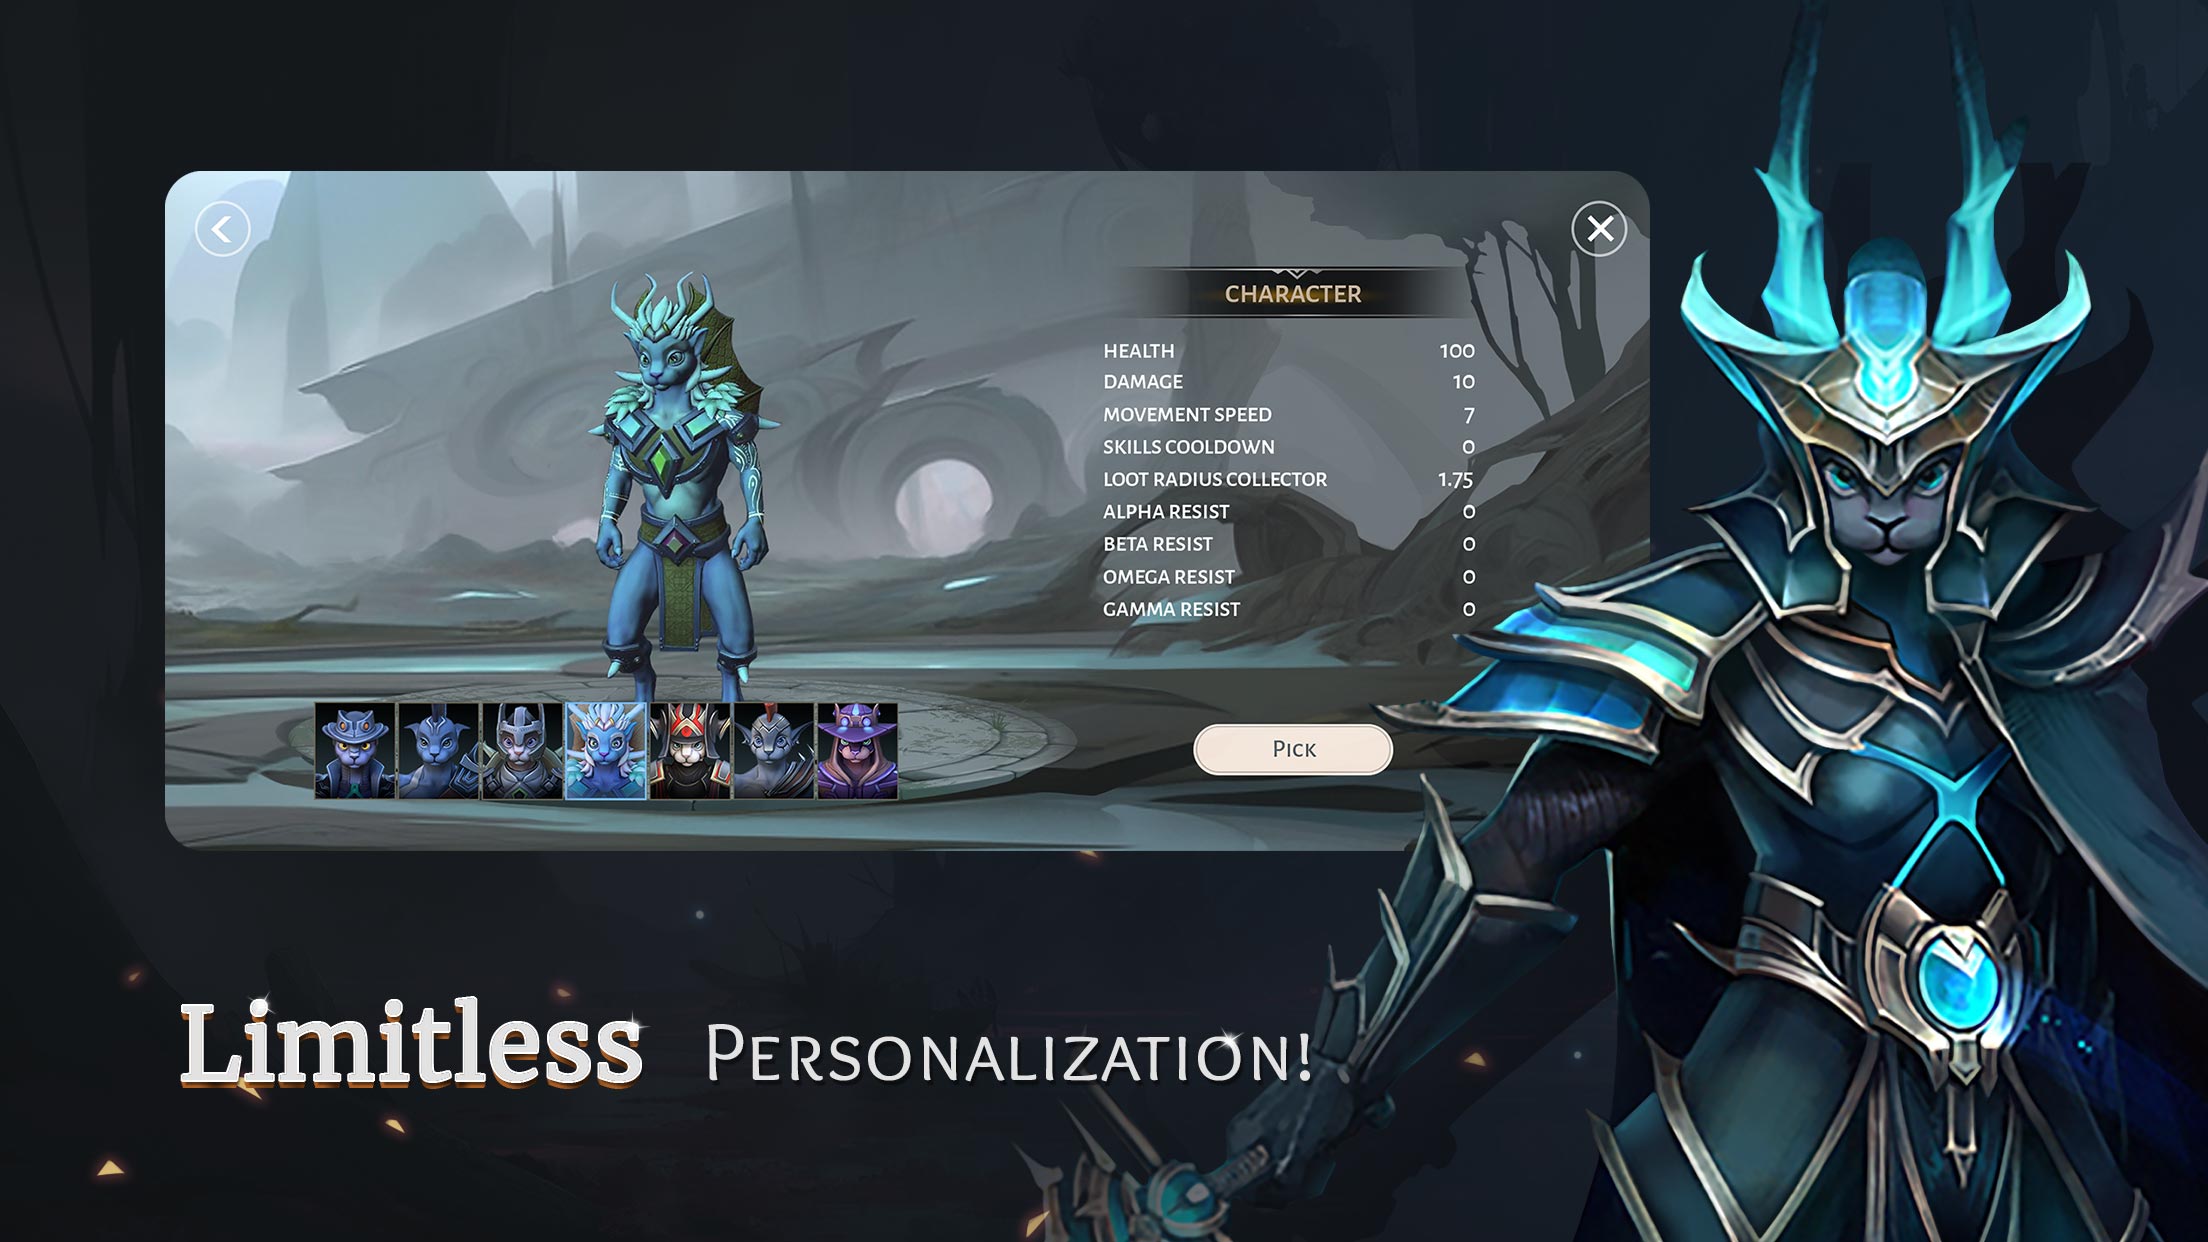 CHARACTER
HEALTH 100
DAMAGE 10
MOVEMENT SPEED 7
SKILLS COOLDOWN 0
LOOT RADIUS COLLECTOR 1.75
ALPHA RESIST 0
BETA RESIST 0
OMEGA RESIST 0
GAMMA RESIST 0
Pick
Limitless Personalization!